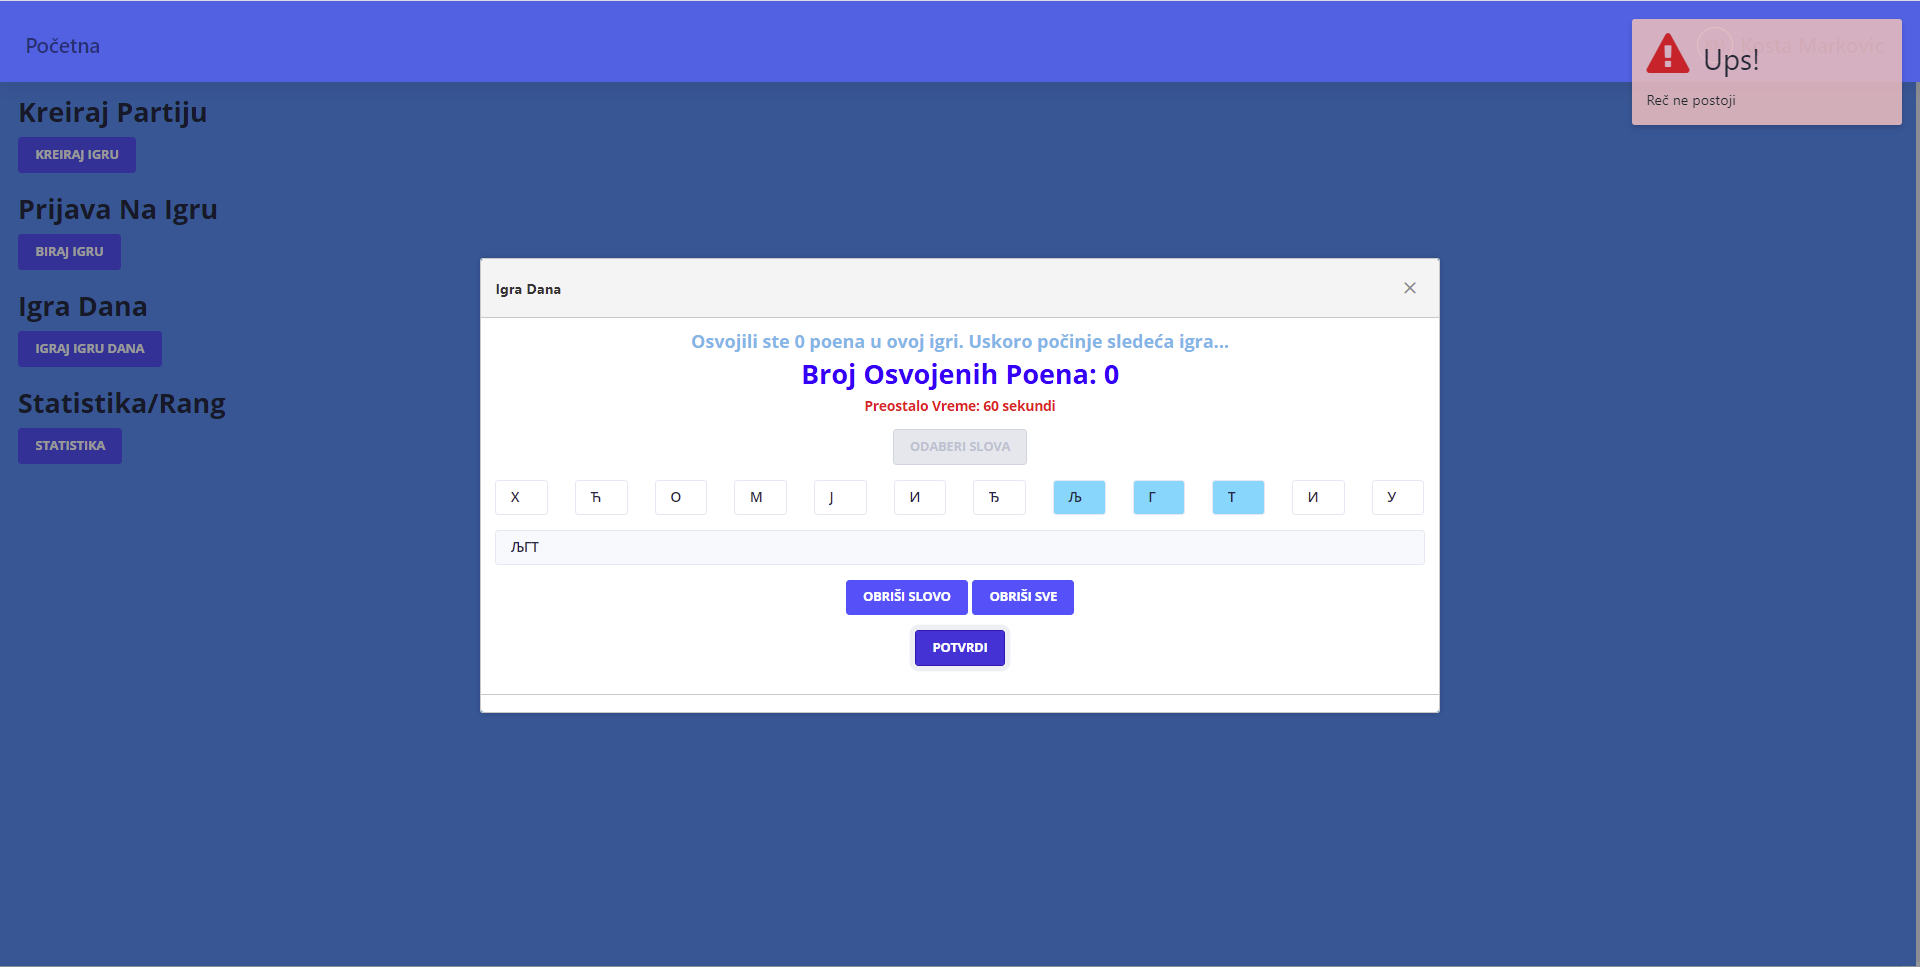 Početna
Kosta Markovic
Ups!
Reč ne postoji
Kreiraj Partiju
KREIRAJ IGRU
Prijava Na Igru
BIRAJ IGRU
Igra Dana
IGRAJ IGRU DANA
Statistika/Rang
STATISTIKA
Igra Dana
Osvojili ste 0 poena u ovoj igri. Uskoro počinje sledeća igra...
Broj Osvojenih Poena: 0
Preostalo Vreme: 60 sekundi
ODABERI SLOVA
Х Ћ О М Ј И Ђ Љ Г Т И У
ЉГТ
OBRIŠI SLOVO OBRIŠI SVE
POTVRDI